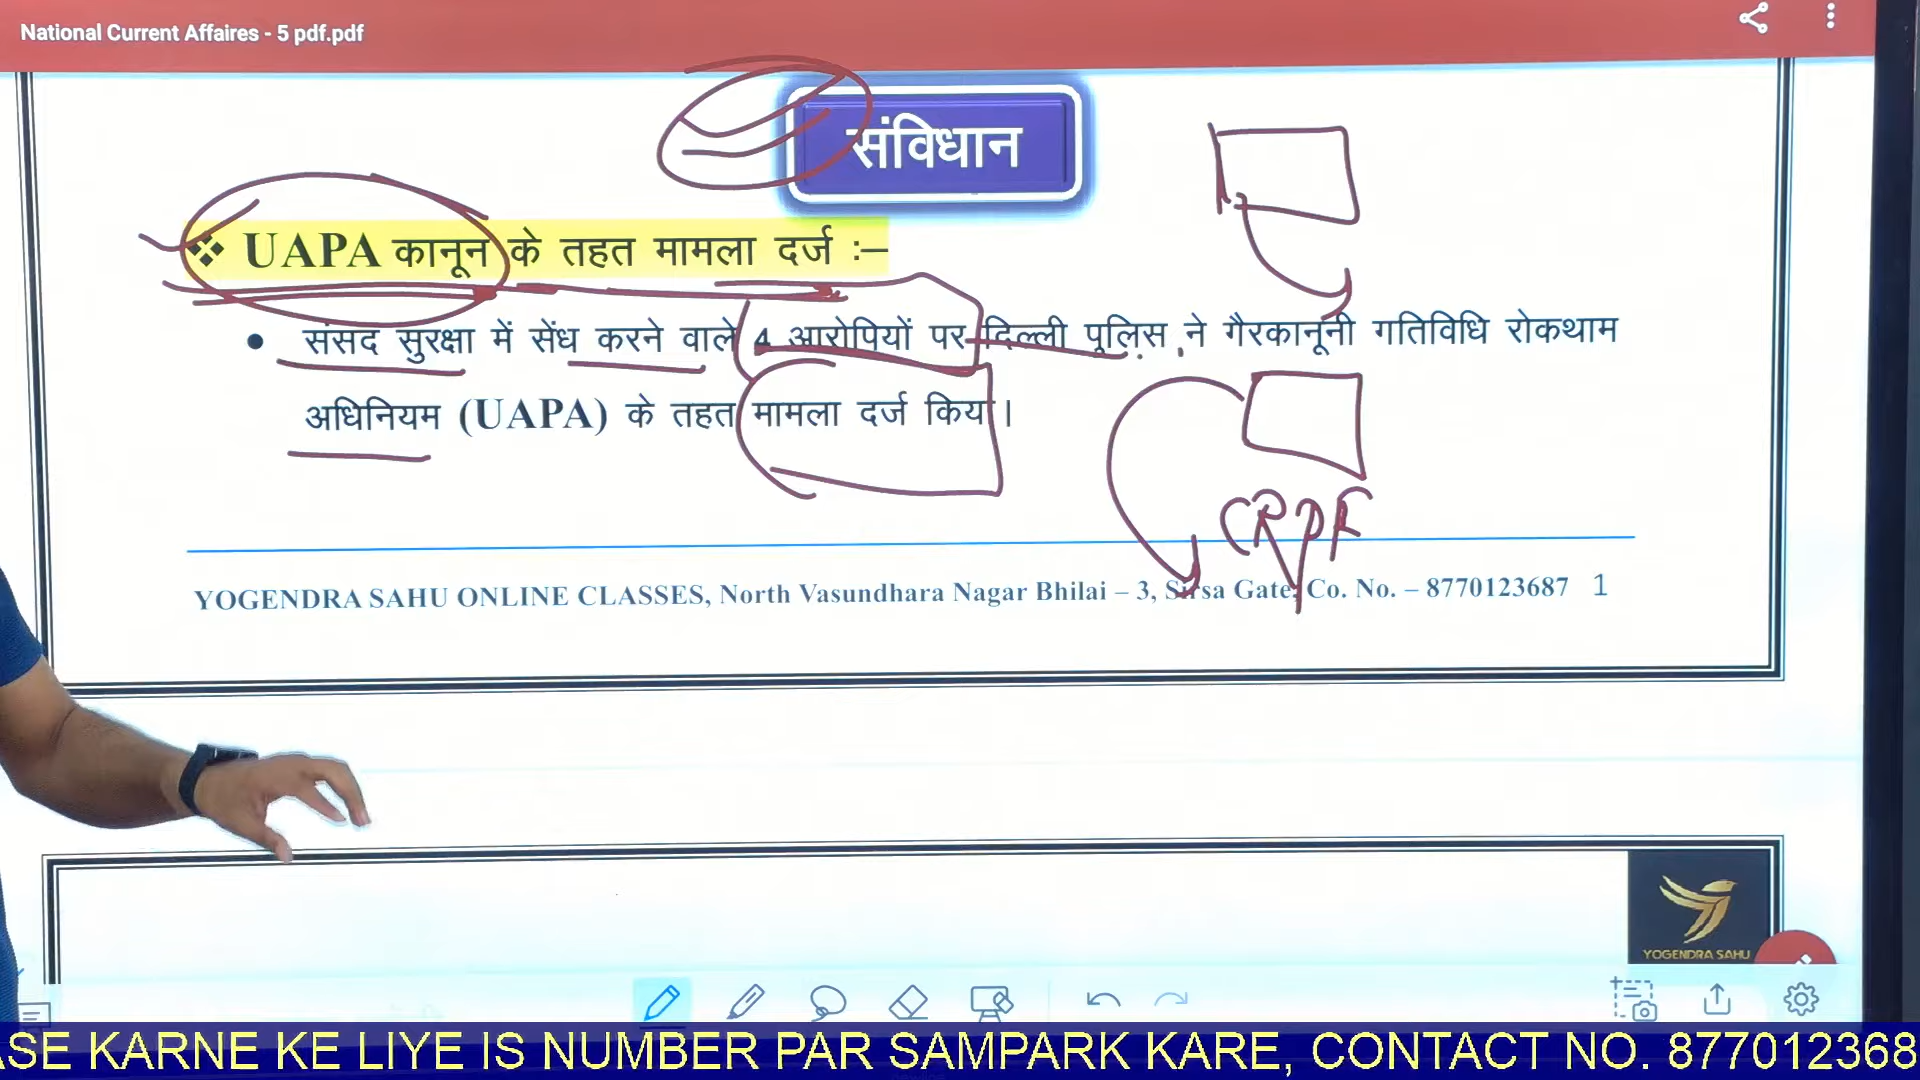 National Current Affaires - 5 pdf.pdf
संविधान
❖ UAPA कानून के तहत मामला दर्ज :–
• संसद सुरक्षा में सेंध करने वाले 4 आरोपियों पर दिल्ली पुलिस ने गैरकानूनी गतिविधि रोकथाम
अधिनियम (UAPA) के तहत मामला दर्ज किय ।
CRPF
YOGENDRA SAHU ONLINE CLASSES, North Vasundhara Nagar Bhilai – 3, Sirsa Gate, Co. No. – 8770123687 1
YOGENDRA SAHU
ASE KARNE KE LIYE IS NUMBER PAR SAMPARK KARE, CONTACT NO. 877012368